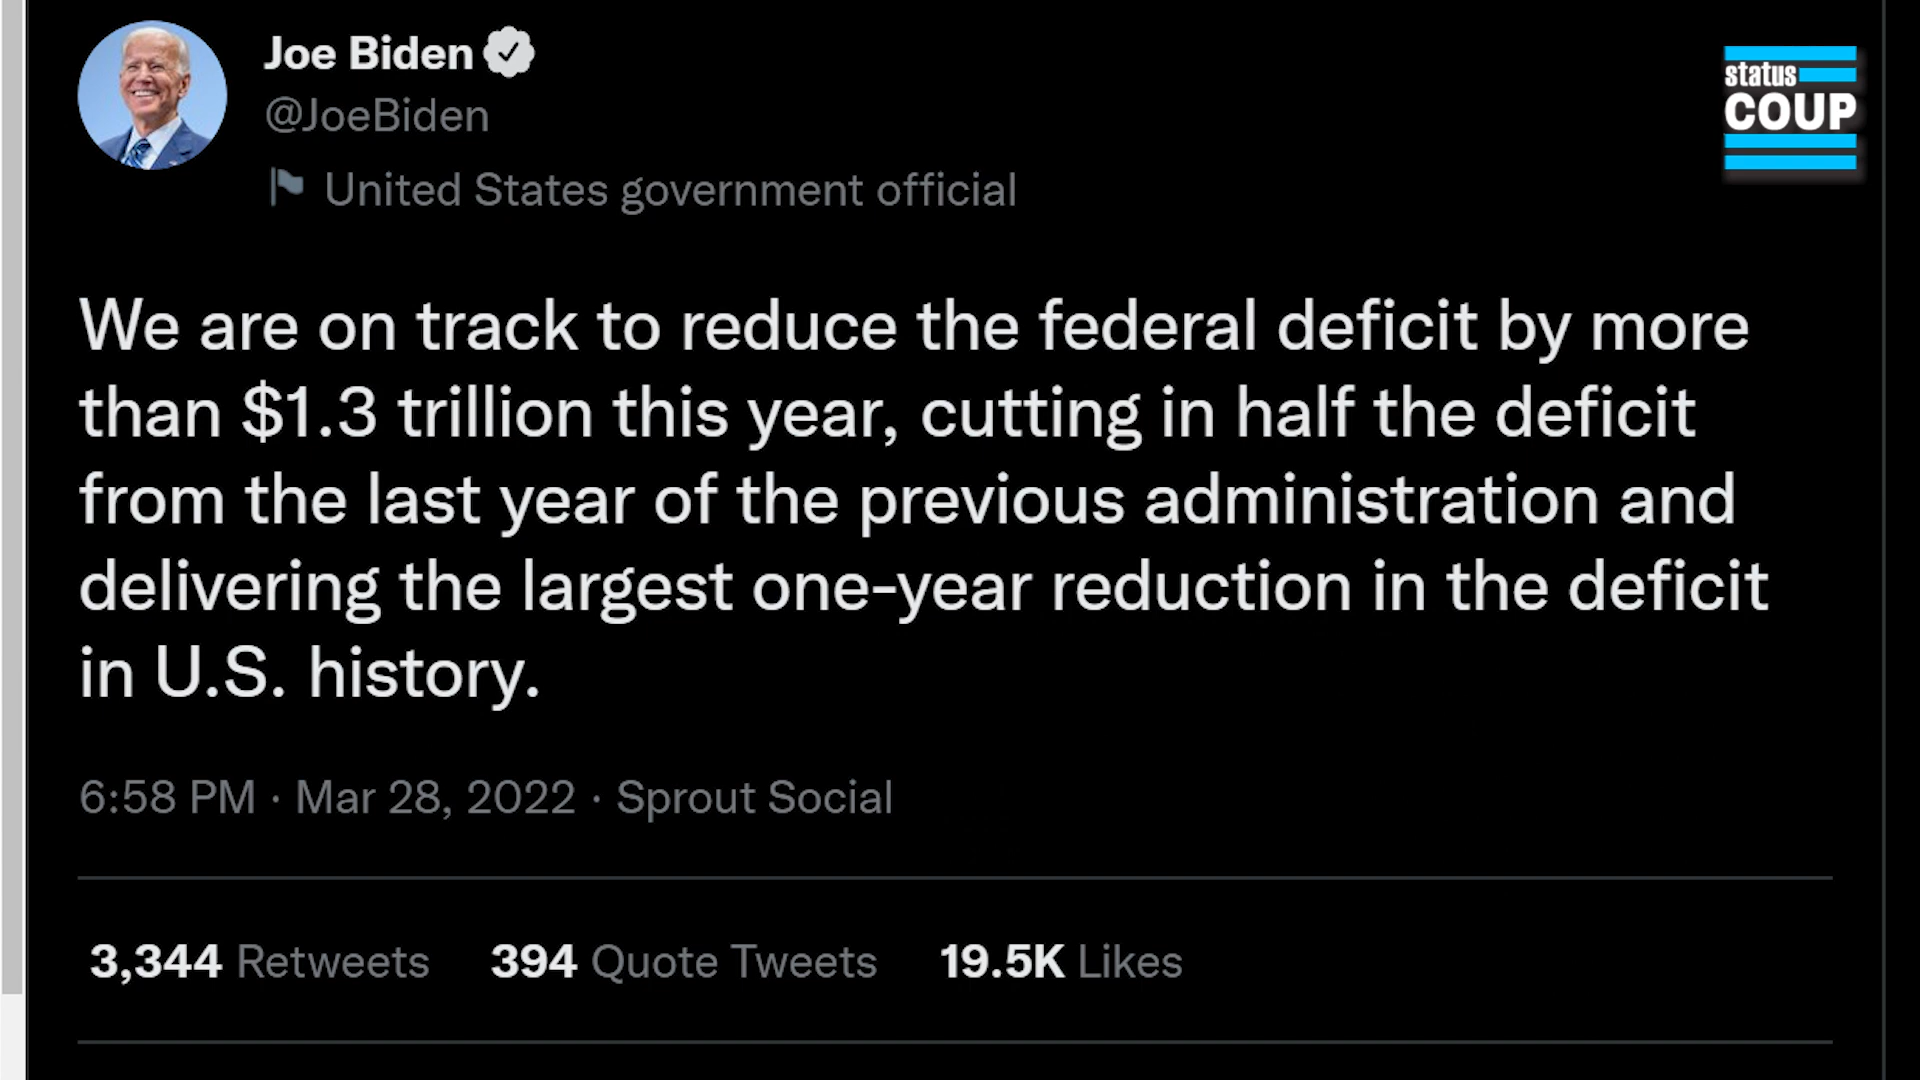 Joe Biden
@JoeBiden
United States government official
status
COUP
We are on track to reduce the federal deficit by more
than $1.3 trillion this year, cutting in half the deficit
from the last year of the previous administration and
delivering the largest one-year reduction in the deficit
in U.S. history.
6:58 PM · Mar 28, 2022 · Sprout Social
3,344 Retweets 394 Quote Tweets 19.5K Likes